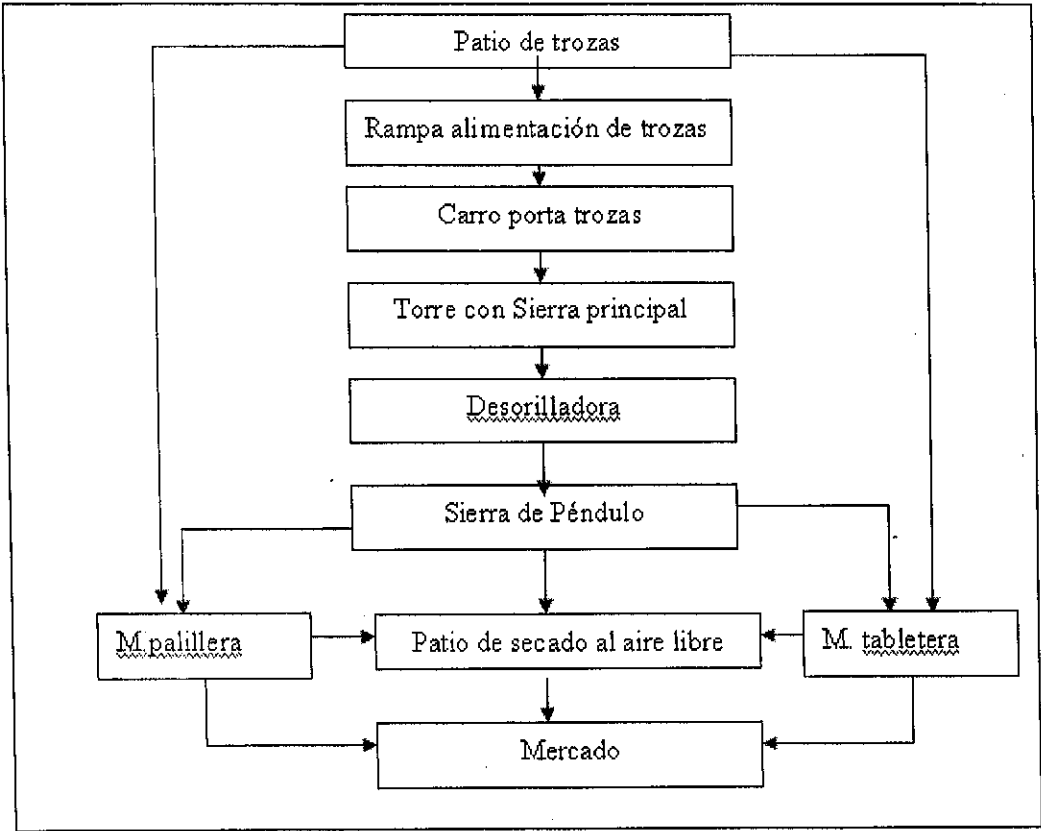 Patio de trozas
Rampa alimentación de trozas
Carro porta trozas
Torre con Sierra principal
Desorilladora
Sierra de Péndulo
M.palillera
Patio de secado al aire libre
M. tabletera
Mercado